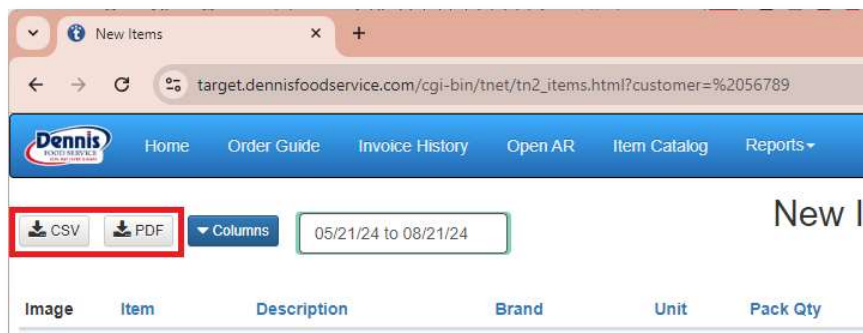 New Items
target.dennisfoodservice.com/cgi-bin/tnet/tn2_items.html?customer=%2056789
Dennis
FOOD SERVICE
Home Order Guide Invoice History Open AR Item Catalog Reports
New I
CSV PDF Columns 05/21/24 to 08/21/24
Image Item Description Brand Unit Pack Qty